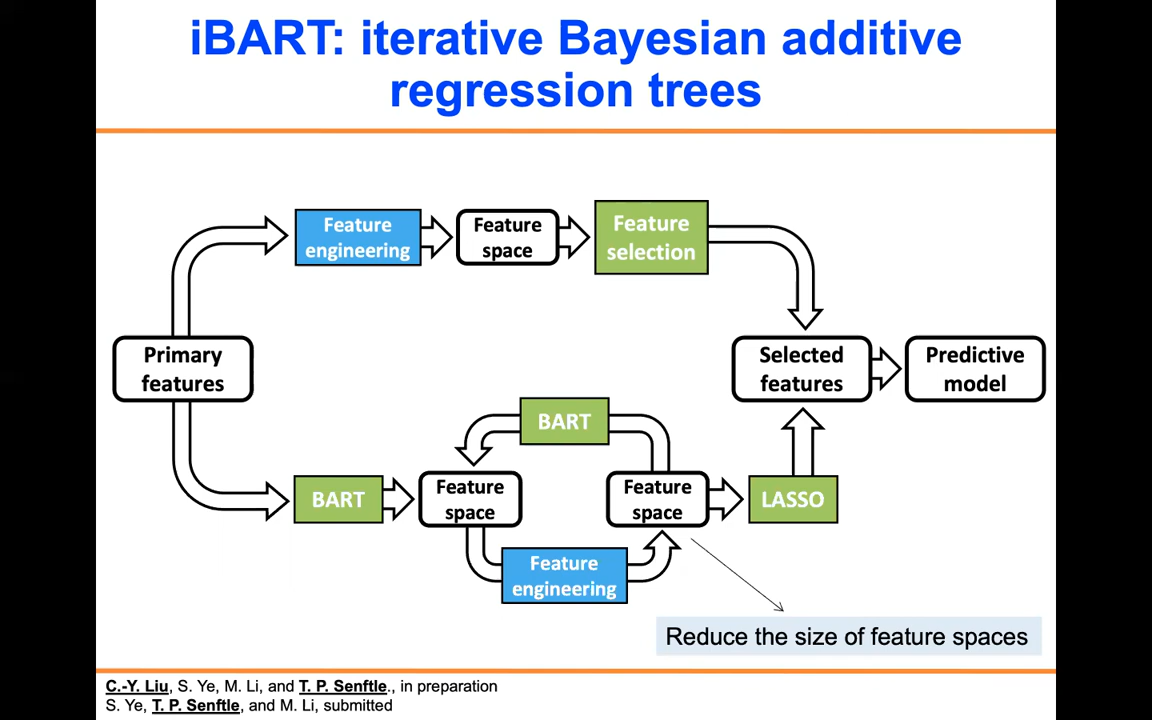 iBART: iterative Bayesian additive
regression trees
Feature
engineering
Feature
space
Feature
selection
Primary
features
Selected
features
Predictive
model
BART
BART
Feature
space
Feature
space
LASSO
Feature
engineering
Reduce the size of feature spaces
C.-Y. Liu, S. Ye, M. Li, and T. P. Senftle., in preparation
S. Ye, T. P. Senftle, and M. Li, submitted